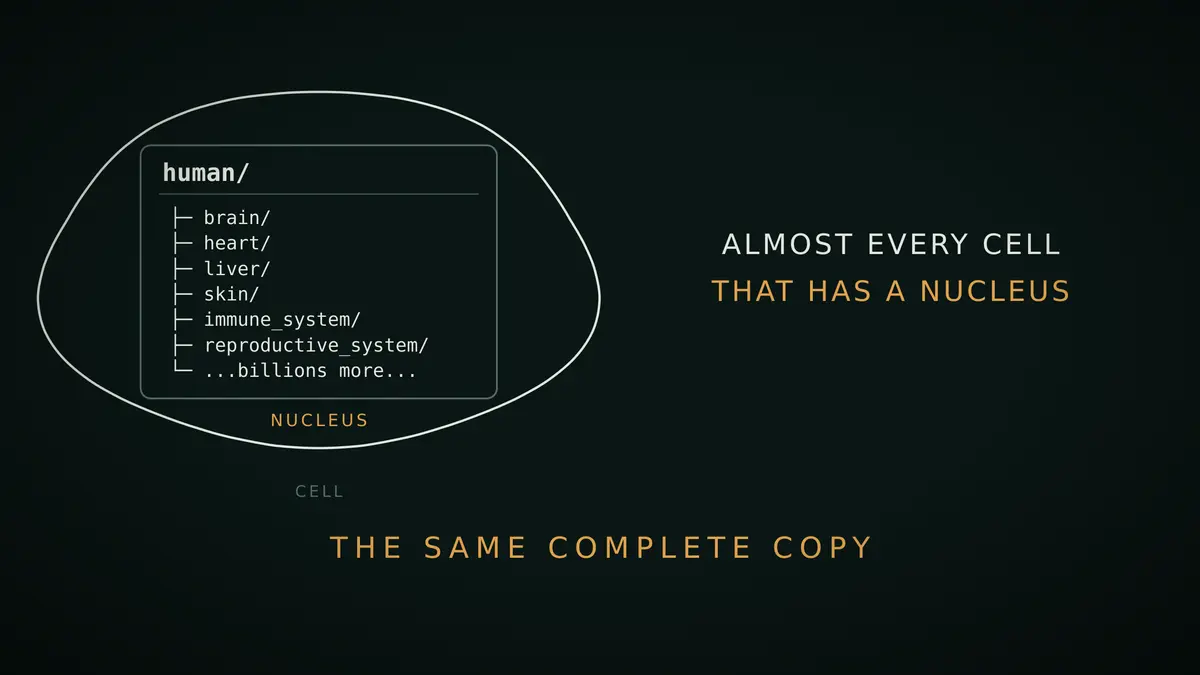 human/
├─ brain/
├─ heart/
├─ liver/
├─ skin/
├─ immune_system/
├─ reproductive_system/
└─ ...billions more...
NUCLEUS
CELL
ALMOST EVERY CELL
THAT HAS A NUCLEUS
THE SAME COMPLETE COPY